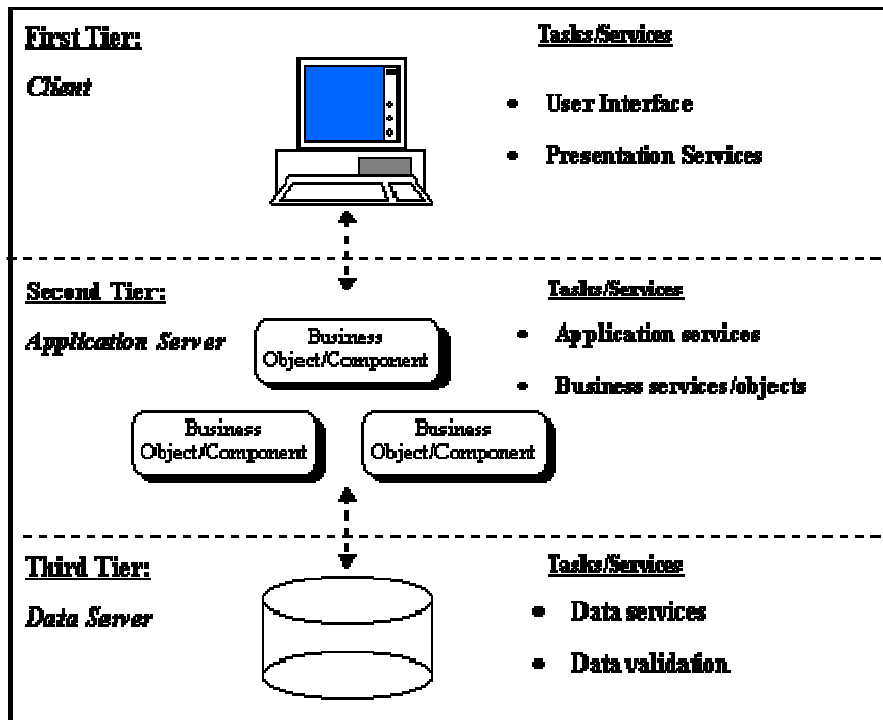 First Tier:
Tasks/Services
Client
• User Interface
• Presentation Services
Second Tier:
Tasks/Services
Application Server
Business
Object/Component
• Application services
• Business services/objects
Business
Object/Component
Business
Object/Component
Third Tier:
Tasks/Services
Data Server
• Data services
• Data validation